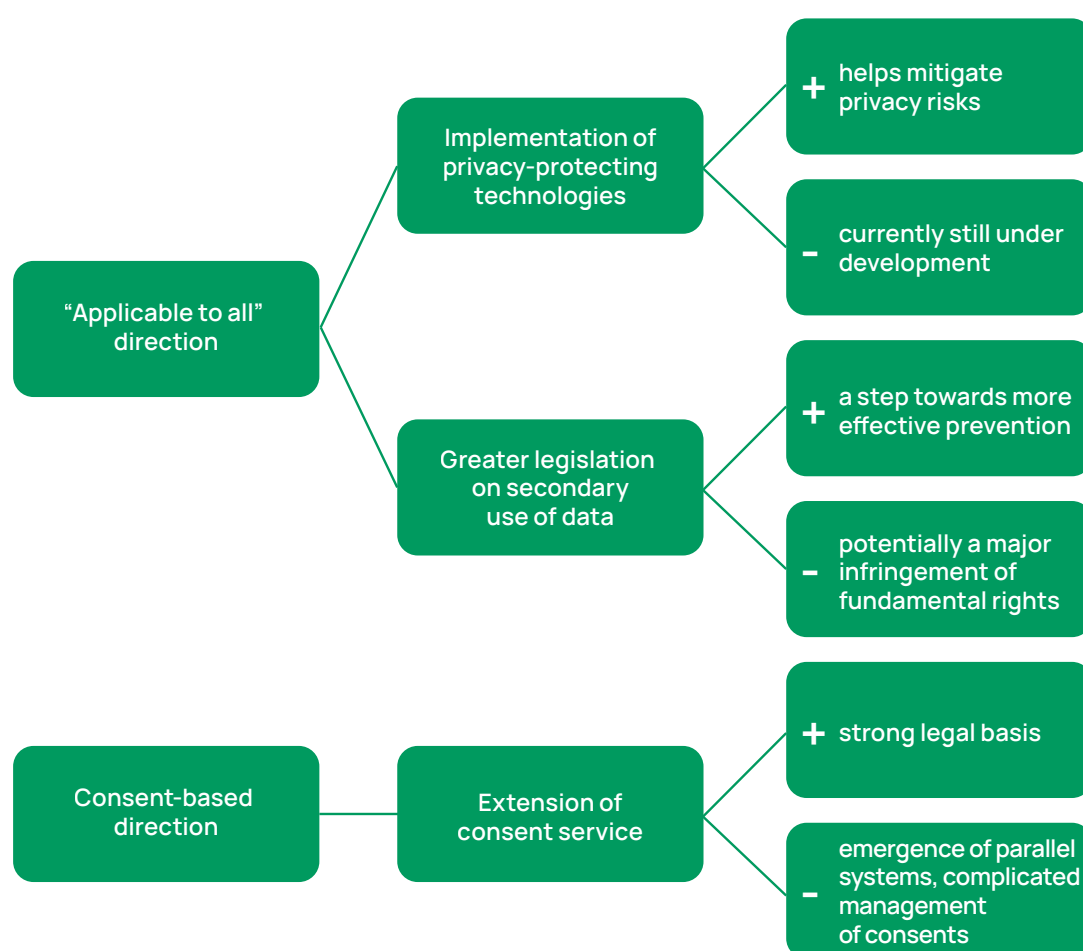 “Applicable to all”
direction
Implementation of
privacy-protecting
technologies
+ helps mitigate
privacy risks
- currently still under
development
Greater legislation
on secondary
use of data
+ a step towards more
effective prevention
- potentially a major
infringement of
fundamental rights
Consent-based
direction
Extension of
consent service
+ strong legal basis
- emergence of parallel
systems, complicated
management
of consents